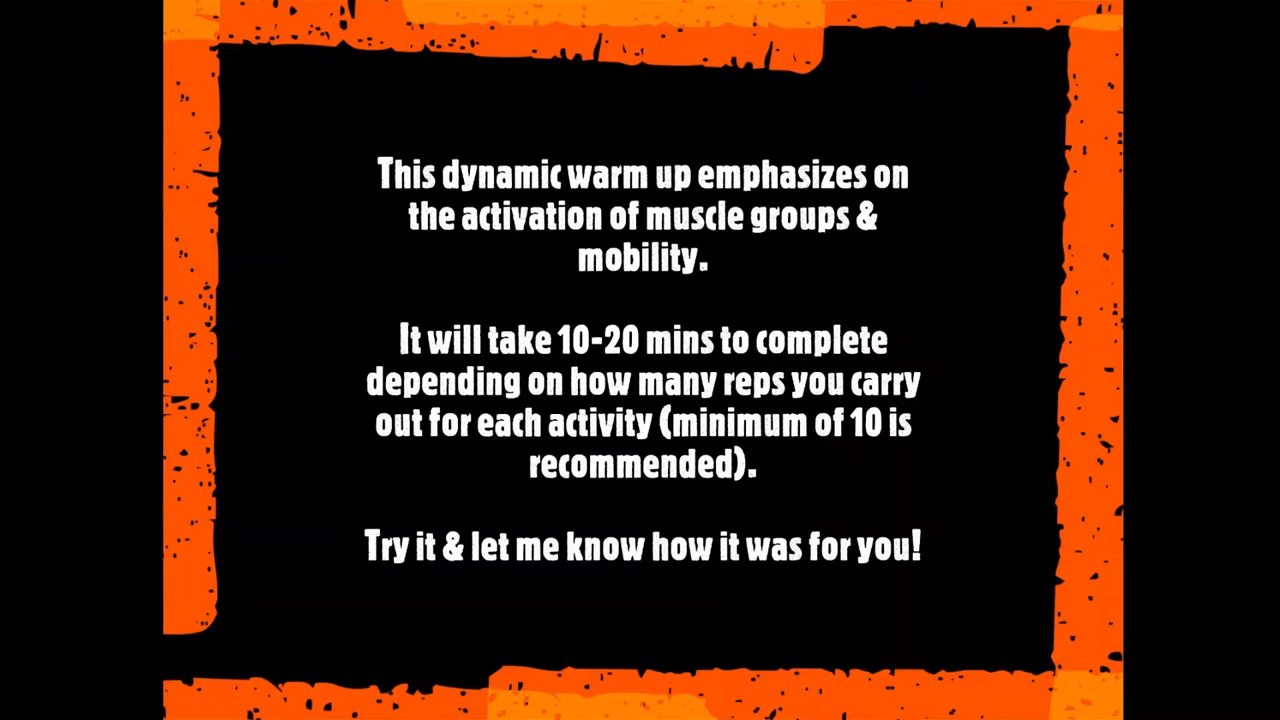 This dynamic warm up emphasizes on
the activation of muscle groups &
mobility.
It will take 10-20 mins to complete
depending on how many reps you carry
out for each activity (minimum of 10 is
recommended).
Try it & let me know how it was for you!